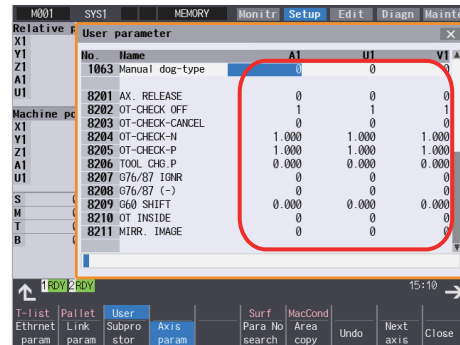 M001 SYS1 MEMORY Monitr Setup Edit Diagn Mainte
Relative p
X1
Y1
Z1
A1
U1
Machine po
X1
Y1
Z1
A1
U1
S
M
T
B
User parameter
No. Name A1 U1 V1
1063 Manual dog-type 0 0 0
8201 AX. RELEASE 0 0 0
8202 OT-CHECK OFF 1 1 1
8203 OT-CHECK-CANCEL 0 0 0
8204 OT-CHECK-N 1.000 1.000 1.000
8205 OT-CHECK-P 1.000 1.000 1.000
8206 TOOL CHG.P 0.000 0.000 0.000
8207 G76/87 IGNR 0 0 0
8208 G76/87 (-) 0 0 0
8209 G60 SHIFT 0.000 0.000 0.000
8210 OT INSIDE 0 0 0
8211 MIRR. IMAGE 0 0 0
1RDY 2RDY 15:10
T-list Pallet User Surf MacCond
Ethrnet param Link param Subpro stor Axis param Para No search Area copy Undo Next axis Close